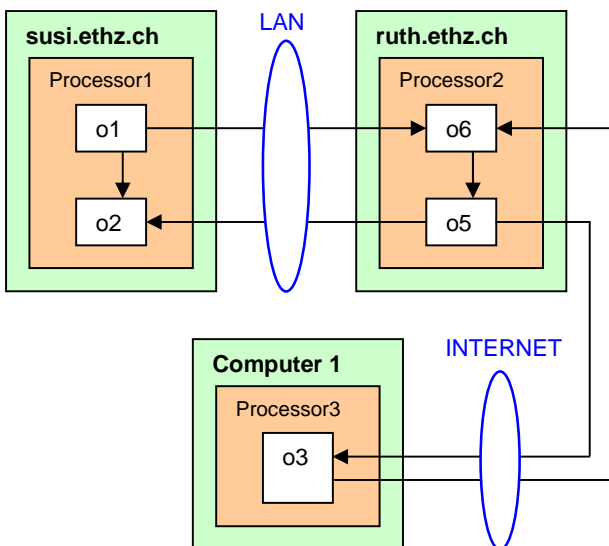 susi.ethz.ch
Processor1
o1
o2
LAN
ruth.ethz.ch
Processor2
o6
o5
Computer 1
Processor3
o3
INTERNET